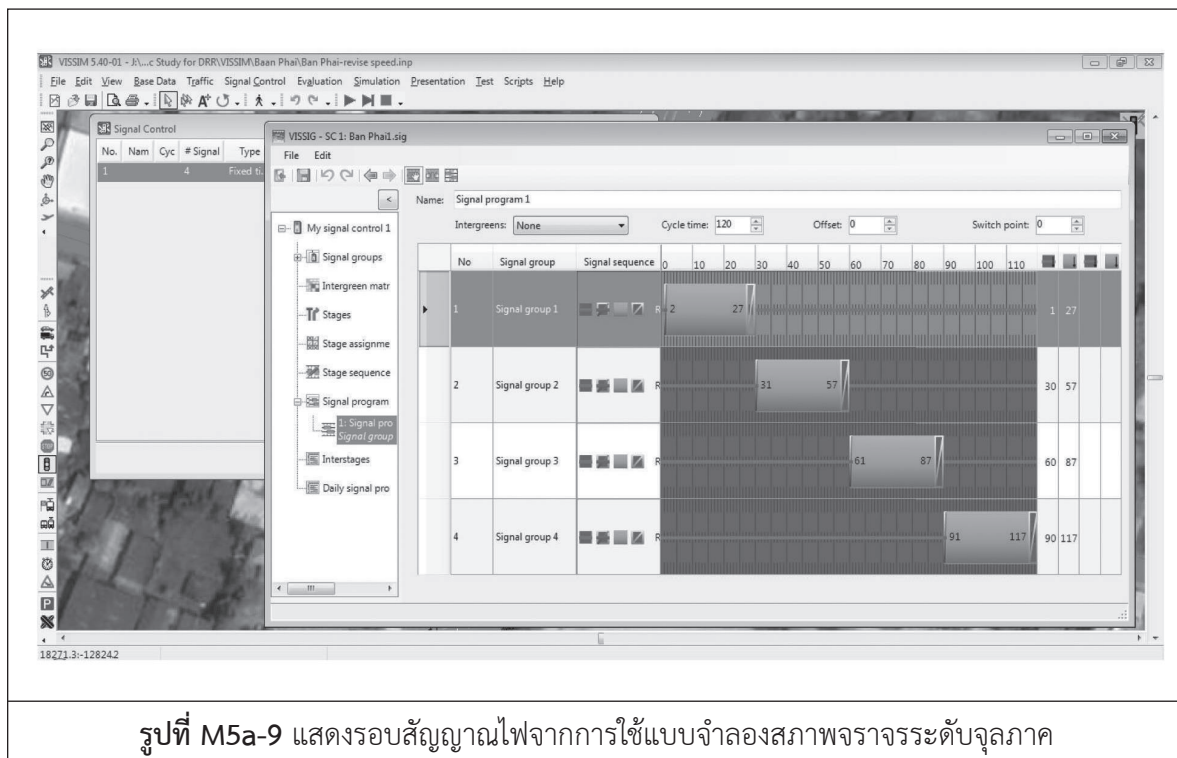 VISSIM 5.40-01 - J:\...c Study for DRR\VISSIM\Baan Phai\Ban Phai-revise speed.inp
File Edit View Base Data Traffic Signal Control Evaluation Simulation Presentation Test Scripts Help
Signal Control
No. Nam Cyc # Signal Type
1 4 Fixed ti.
VISSIG - SC 1: Ban Phai1.sig
File Edit
Name: Signal program 1
Intergreens: None Cycle time: 120 Offset: 0 Switch point: 0
My signal control 1
Signal groups
Intergreen matr
Stages
Stage assignme
Stage sequence
Signal program
1: Signal pro
Signal group
Interstages
Daily signal pro
No Signal group Signal sequence 0 10 20 30 40 50 60 70 80 90 100 110
1 Signal group 1 R 2 27 1 27
2 Signal group 2 R 31 57 30 57
3 Signal group 3 R 61 87 60 87
4 Signal group 4 R 91 117 90 117
18271.3:-12824.2
รูปที่ M5a-9 แสดงรอบสัญญาณไฟจากการใช้แบบจำลองสภาพจราจรระดับจุลภาค